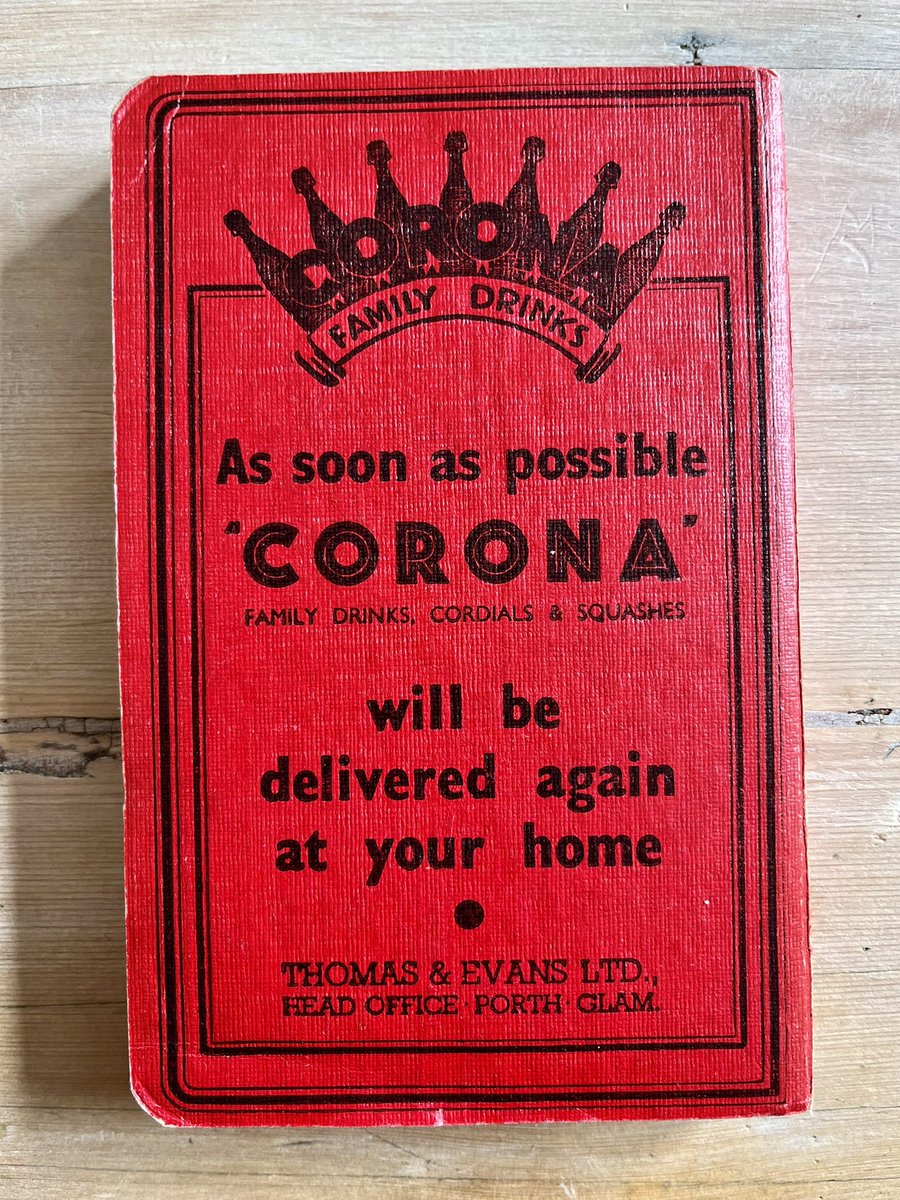 CORONA
FAMILY DRINKS
As soon as possible
"CORONA"
FAMILY DRINKS, CORDIALS & SQUASHES
will be
delivered again
at your home
THOMAS & EVANS LTD.,
HEAD OFFICE · PORTH · GLAM.